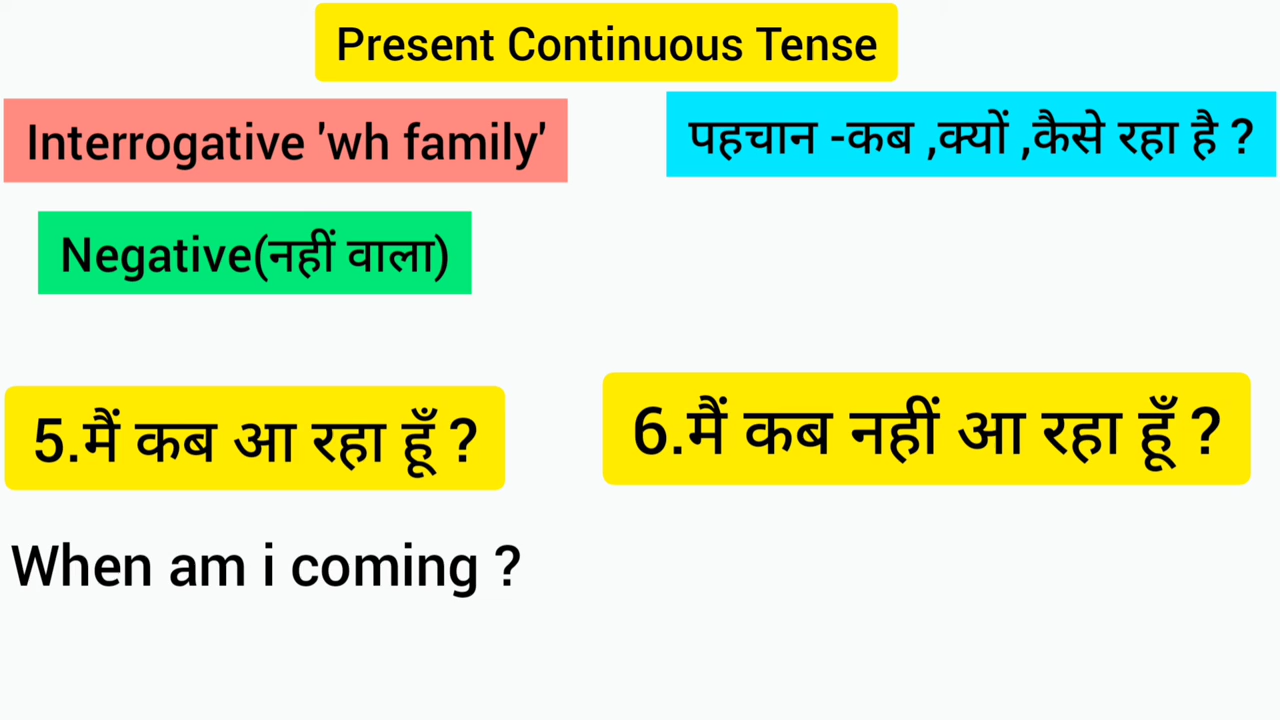 Present Continuous Tense
Interrogative 'wh family'
पहचान -कब ,क्यों ,कैसे रहा है ?
Negative(नहीं वाला)
5.मैं कब आ रहा हूँ ?
6.मैं कब नहीं आ रहा हूँ ?
When am i coming ?